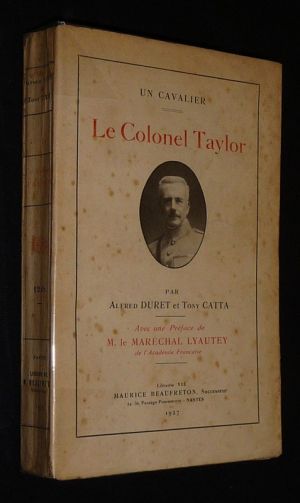 UN CAVALIER
Le Colonel Taylor
PAR
ALFRED DURET ET TONY CATTA
Avec une Préface de
M. le MARÉCHAL LYAUTEY
de l'Académie Française
Librairie
MAURICE BEAUFRETON, Successeur
NANTES
1927